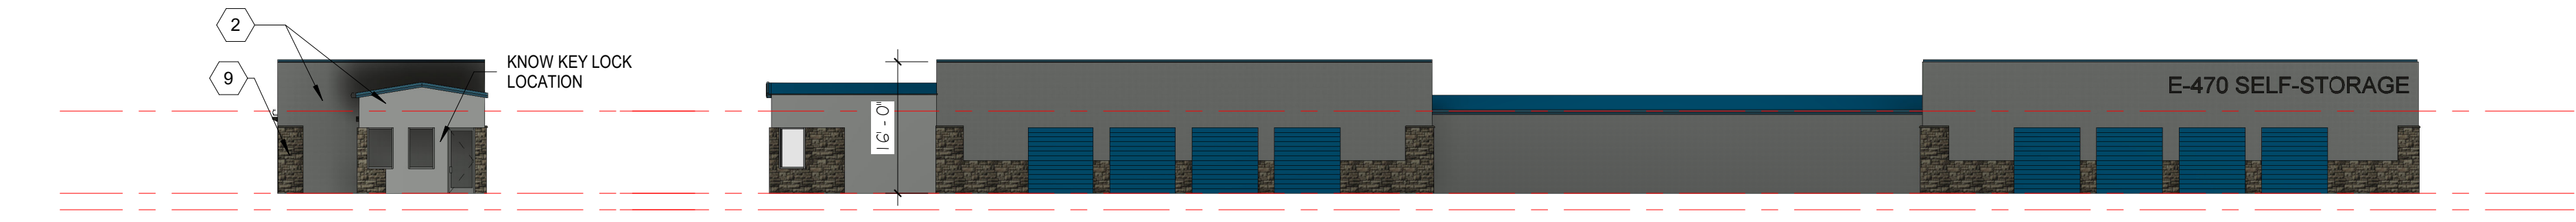 2
9
KNOW KEY LOCK
LOCATION
16'-0"
E-470 SELF-STORAGE